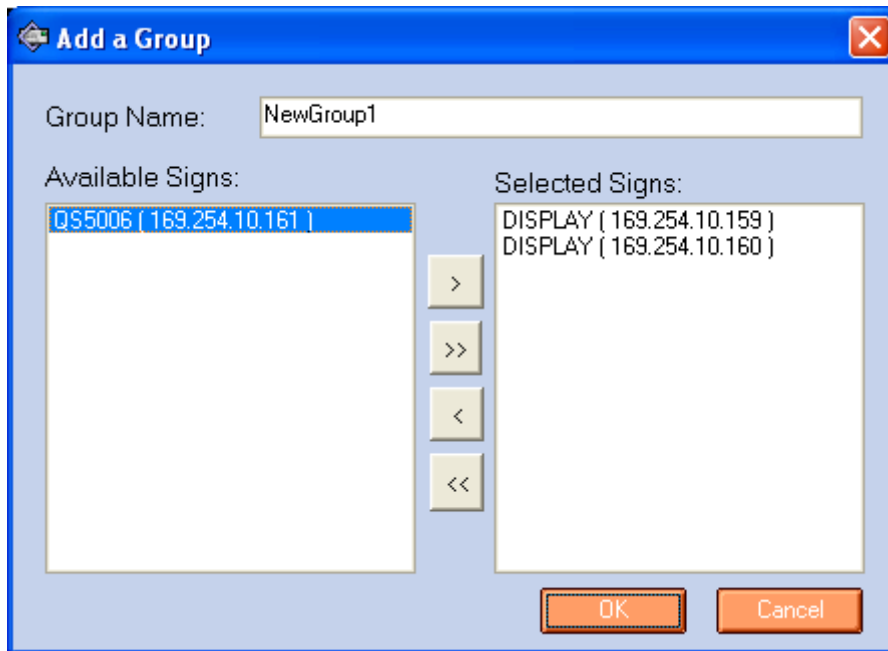 Add a Group
Group Name:
NewGroup1
Available Signs:
QS5006 ( 169.254.10.161 )
>
>>
<
<<
Selected Signs:
DISPLAY ( 169.254.10.159 )
DISPLAY ( 169.254.10.160 )
OK
Cancel